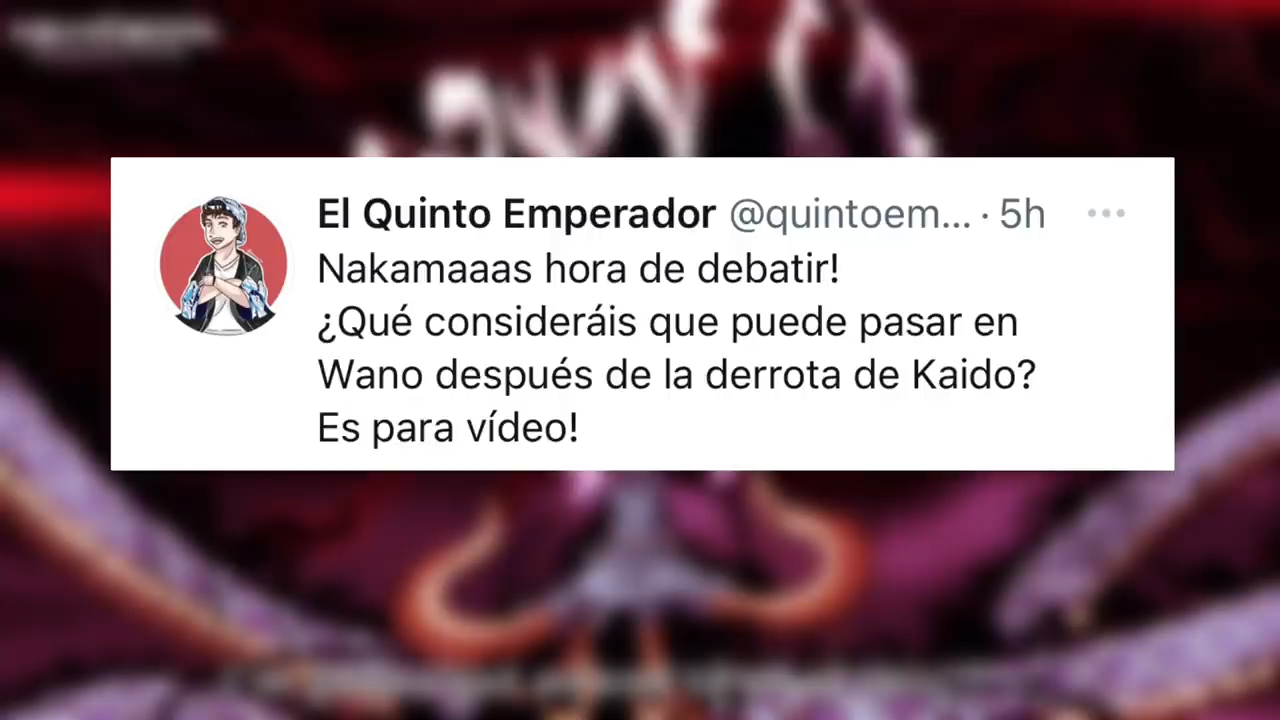 El Quinto Emperador @quintoem... · 5h
Nakamaaas hora de debatir!
¿Qué consideráis que puede pasar en
Wano después de la derrota de Kaido?
Es para vídeo!